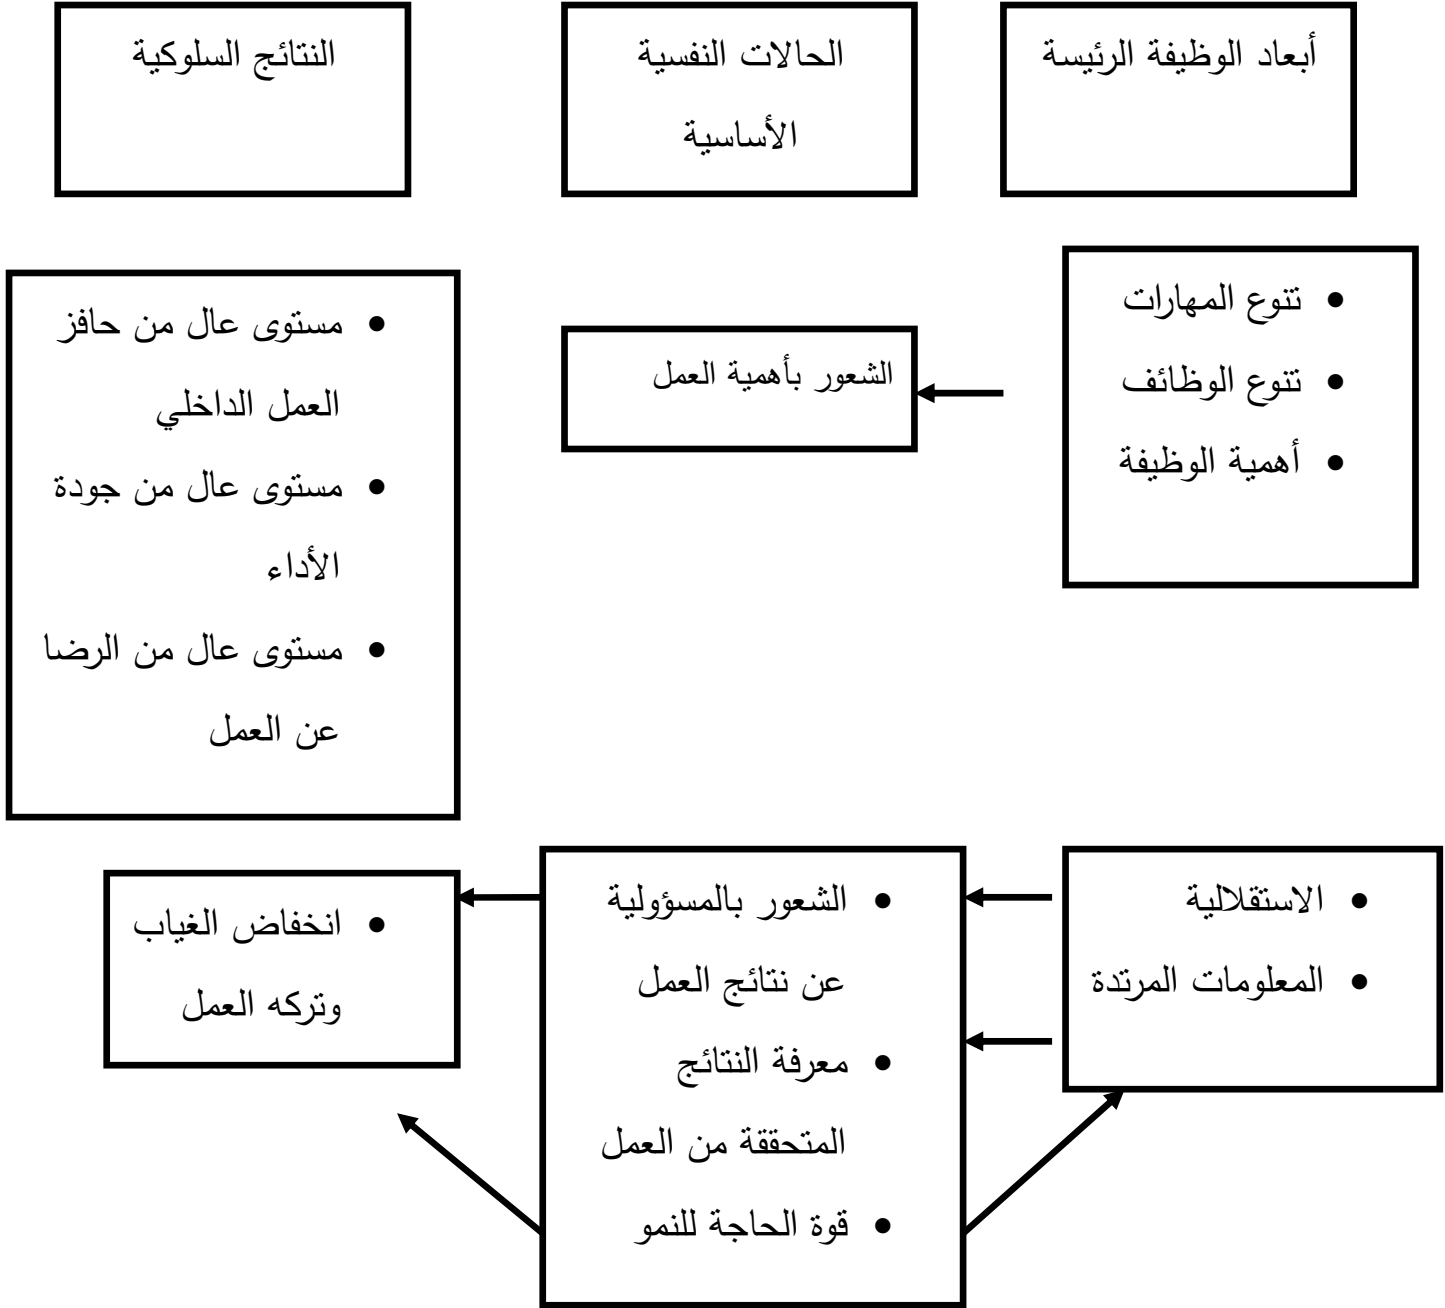 أبعاد الوظيفة الرئيسة
الحالات النفسية
الأساسية
النتائج السلوكية
• تنوع المهارات
• تنوع الوظائف
• أهمية الوظيفة
الشعور بأهمية العمل
• مستوى عال من حافز
العمل الداخلي
• مستوى عال من جودة
الأداء
• مستوى عال من الرضا
عن العمل
• الاستقلالية
• المعلومات المرتدة
• الشعور بالمسؤولية
عن نتائج العمل
• معرفة النتائج
المتحققة من العمل
• قوة الحاجة للنمو
• انخفاض الغياب
وتركه العمل